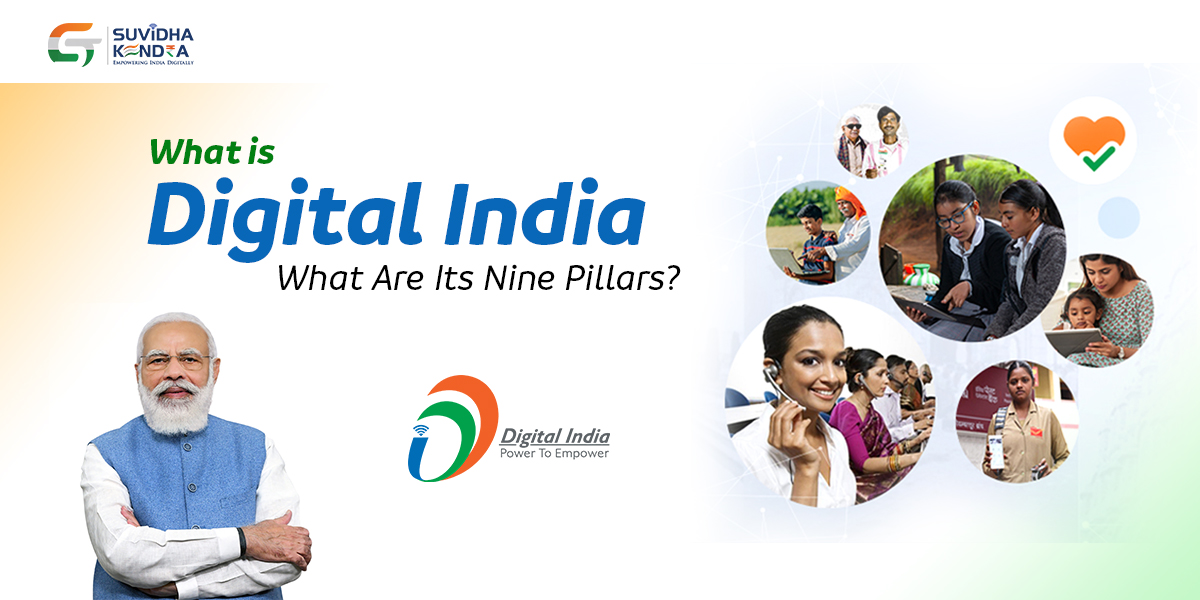 SUVIDHA
KENDRA
EMPOWERING INDIA DIGITALLY
What is
Digital India
What Are Its Nine Pillars?
Digital India
Power To Empower